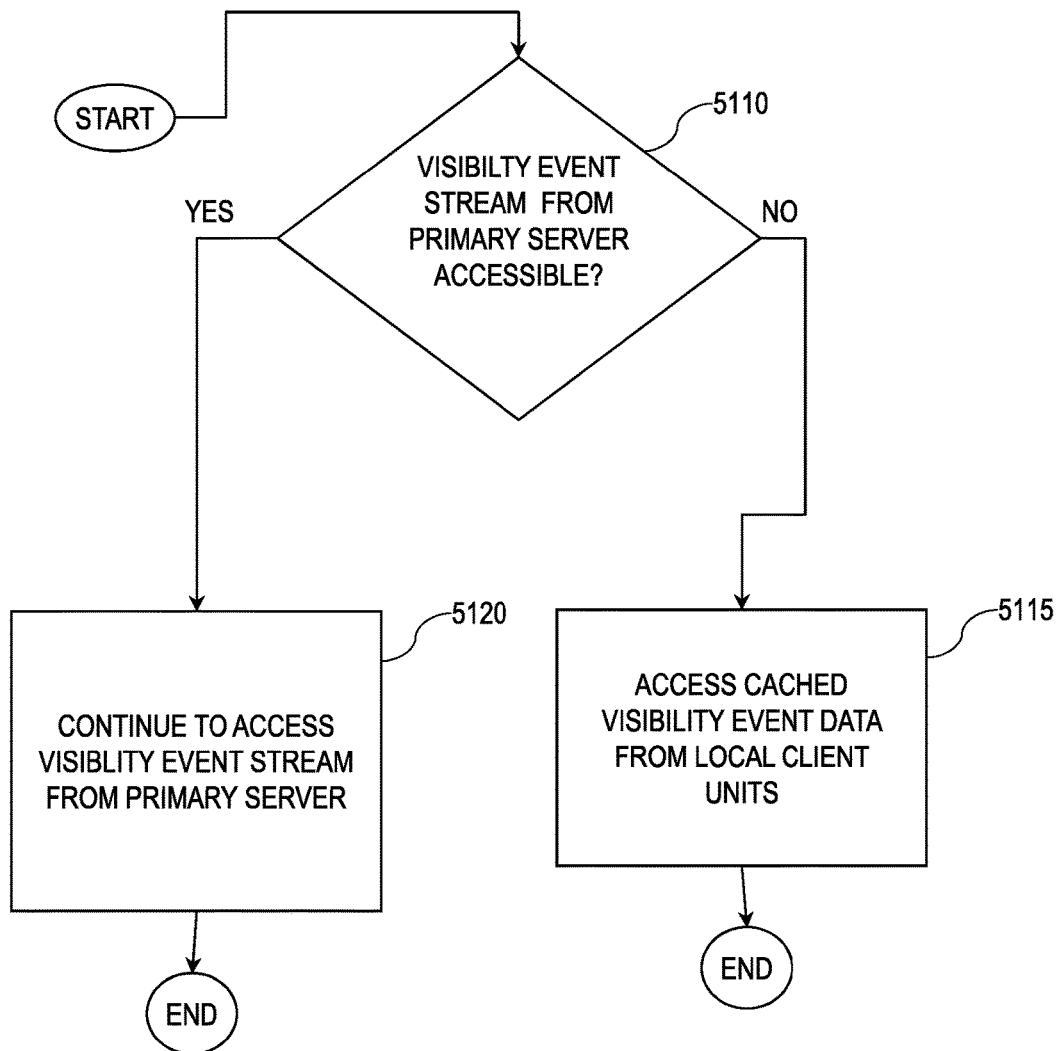 START
5110
VISIBILTY EVENT
STREAM FROM
PRIMARY SERVER
ACCESSIBLE?
YES
NO
5120
CONTINUE TO ACCESS
VISIBLITY EVENT STREAM
FROM PRIMARY SERVER
END
5115
ACCESS CACHED
VISIBILITY EVENT DATA
FROM LOCAL CLIENT
UNITS
END